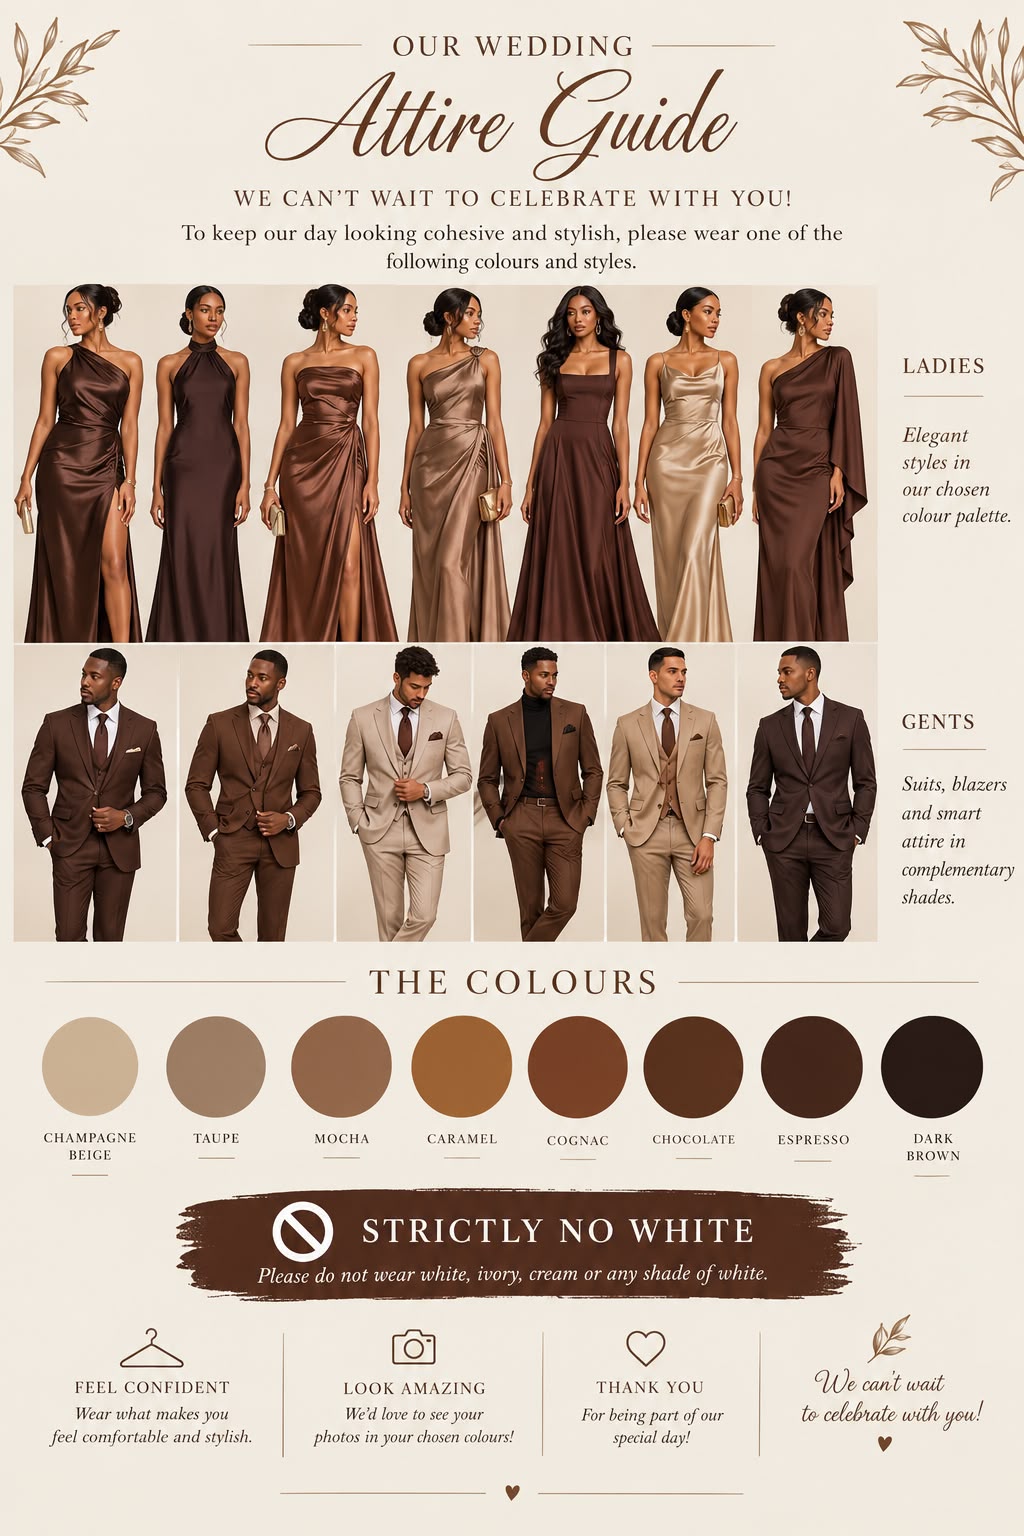 OUR WEDDING
Attire Guide
WE CAN'T WAIT TO CELEBRATE WITH YOU!
To keep our day looking cohesive and stylish, please wear one of the
following colours and styles.
LADIES
Elegant
styles in
our chosen
colour palette.
GENTS
Suits, blazers
and smart
attire in
complementary
shades.
THE COLOURS
CHAMPAGNE
BEIGE
TAUPE
MOCHA
CARAMEL
COGNAC
CHOCOLATE
ESPRESSO
DARK
BROWN
STRICTLY NO WHITE
Please do not wear white, ivory, cream or any shade of white.
FEEL CONFIDENT
Wear what makes you
feel comfortable and stylish.
LOOK AMAZING
We'd love to see your
photos in your chosen colours!
THANK YOU
For being part of our
special day!
We can't wait
to celebrate with you!